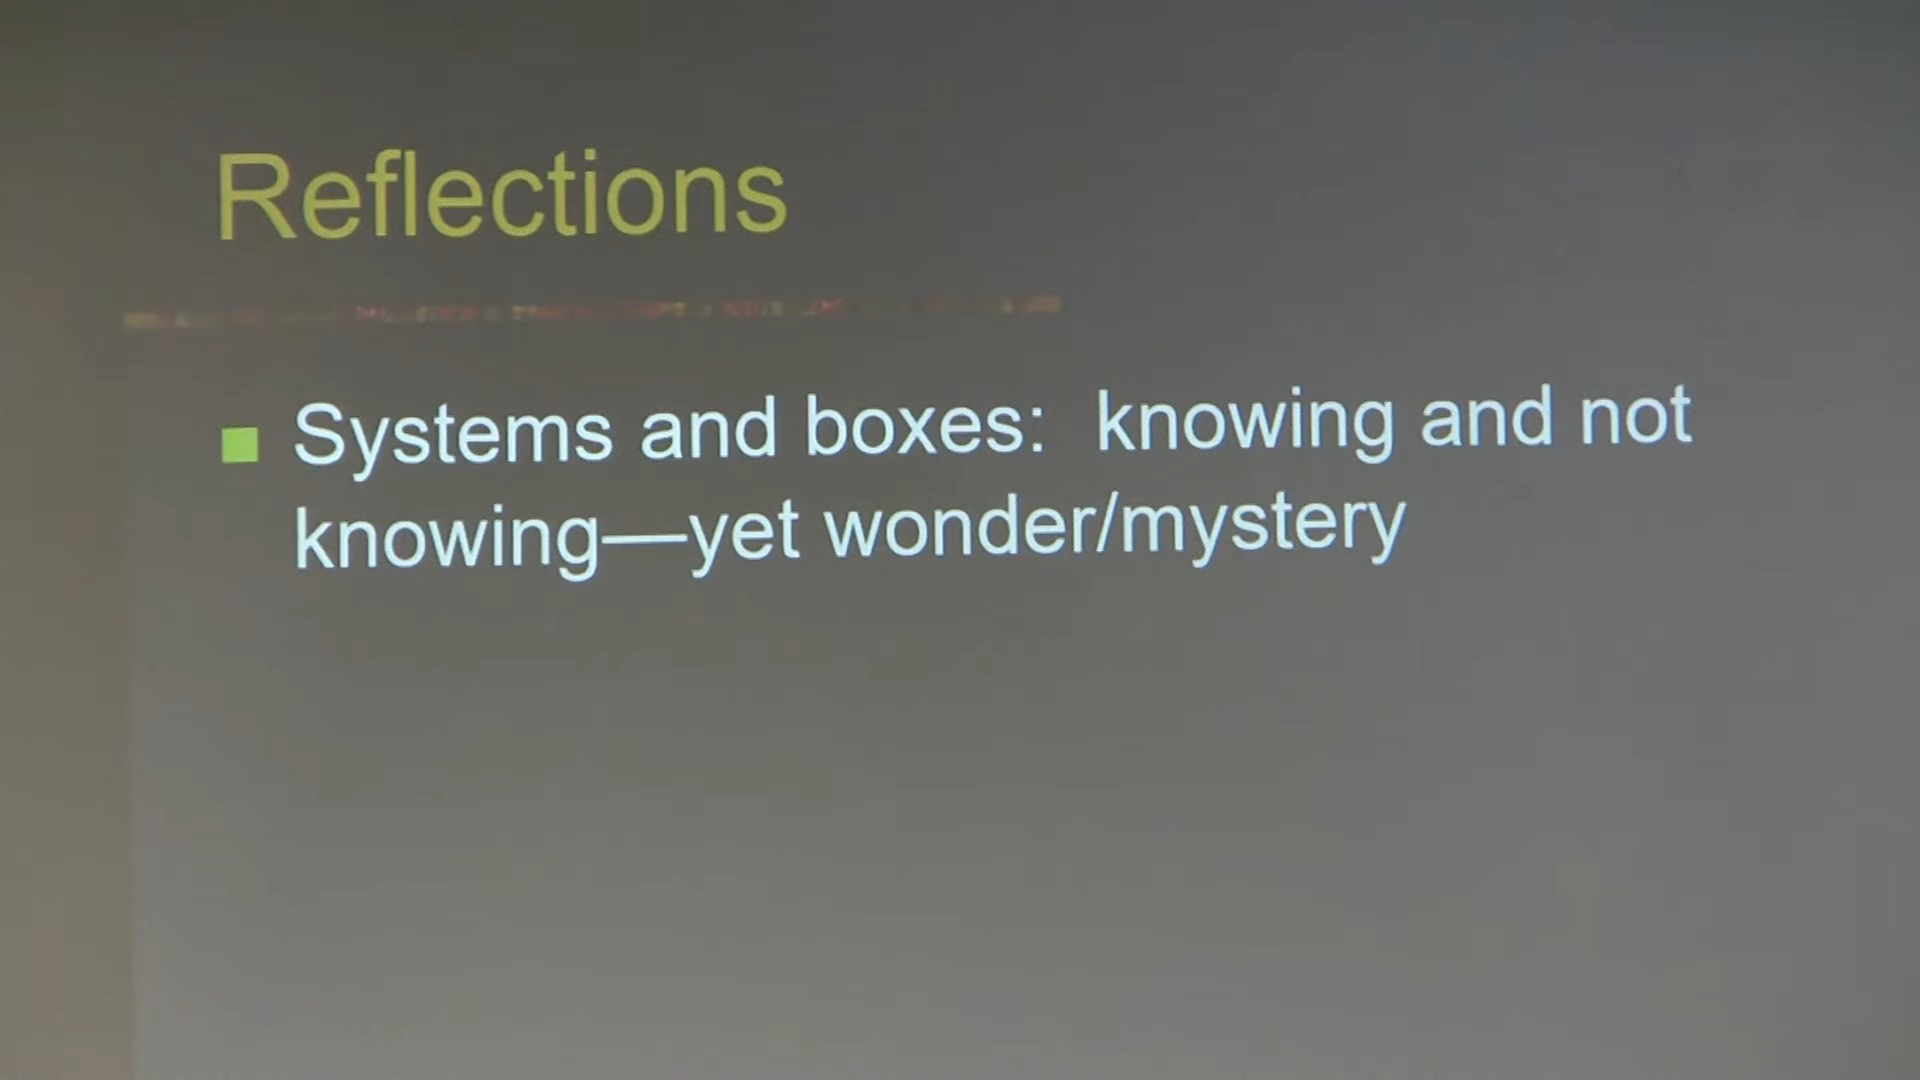 Reflections
Systems and boxes:  knowing and not
knowing—yet wonder/mystery